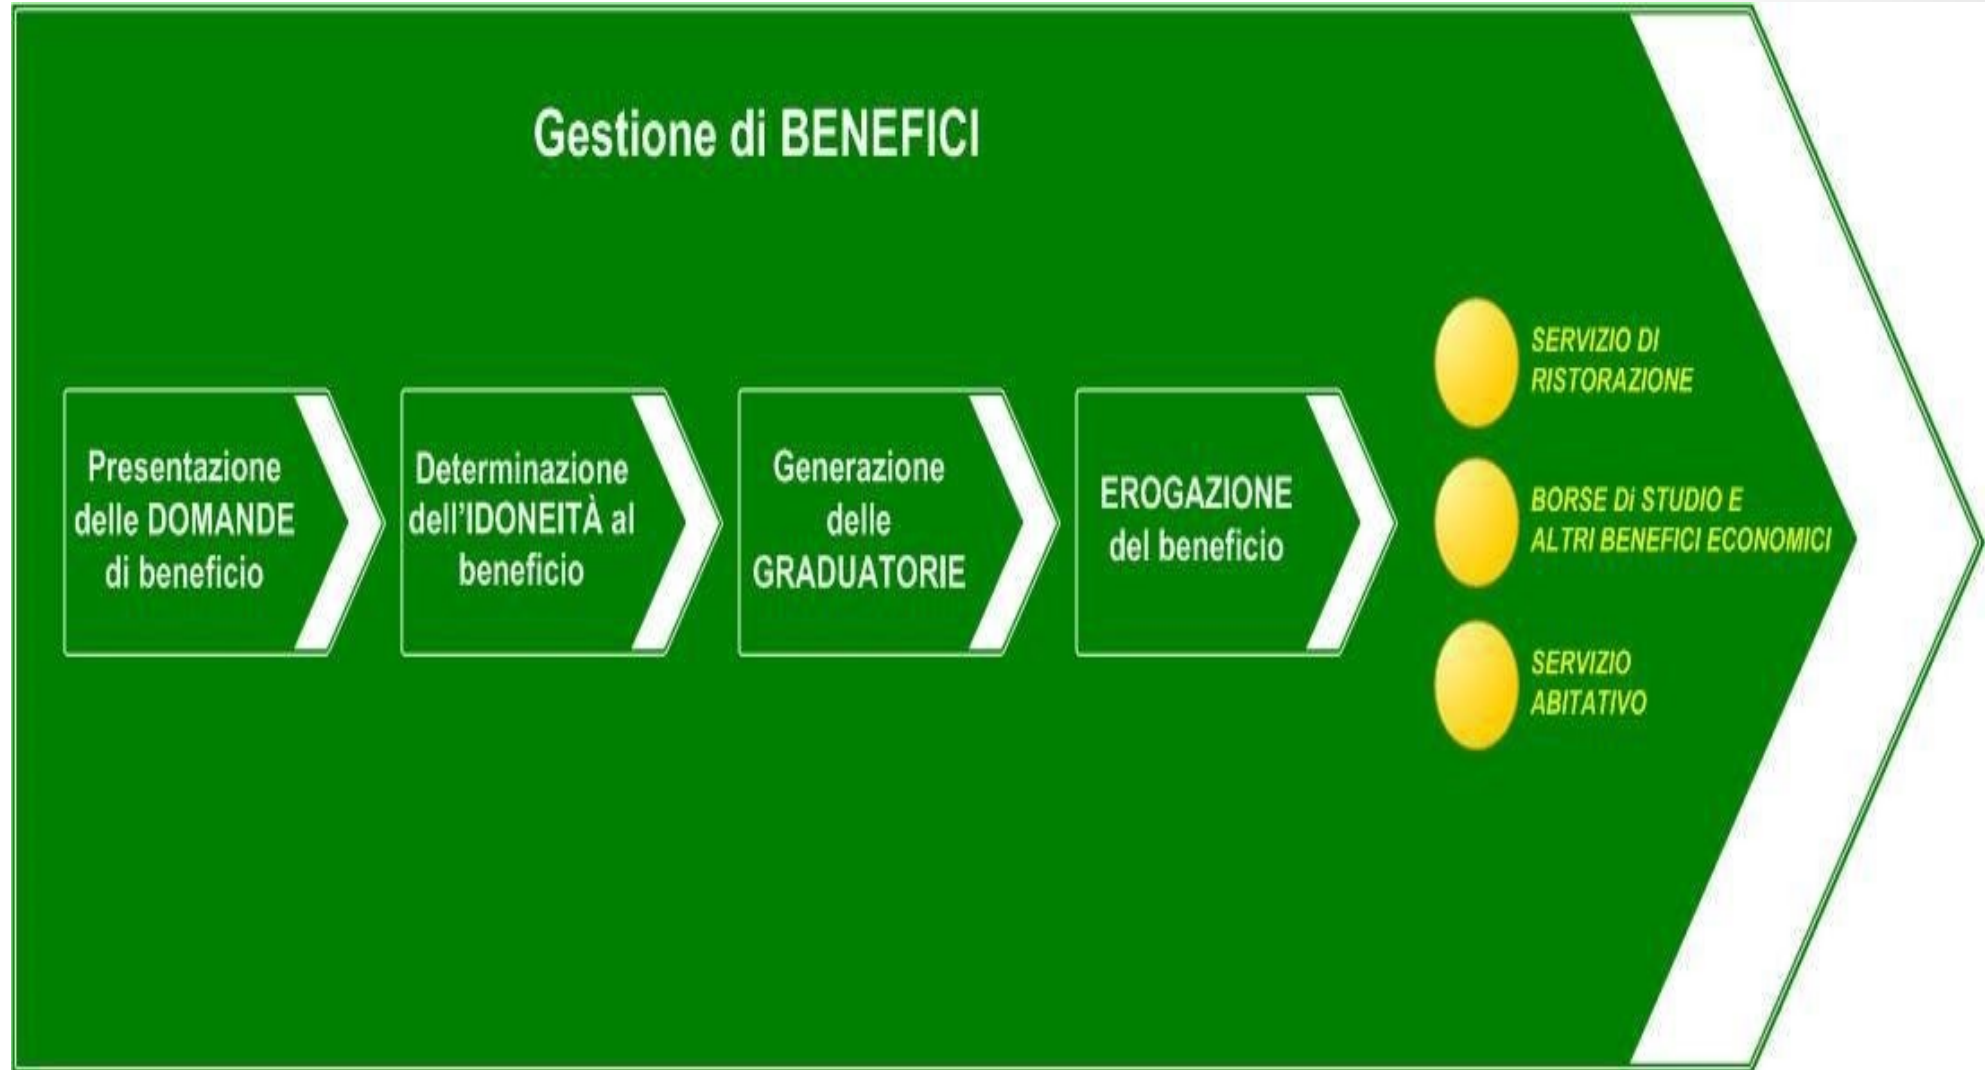 Gestione di BENEFICI
Presentazione
delle DOMANDE
di beneficio
Determinazione
dell'IDONEITÀ al
beneficio
Generazione
delle
GRADUATORIE
EROGAZIONE
del beneficio
SERVIZIO DI
RISTORAZIONE
BORSE Di STUDIO E
ALTRI BENEFICI ECONOMICI
SERVIZIO
ABITATIVO